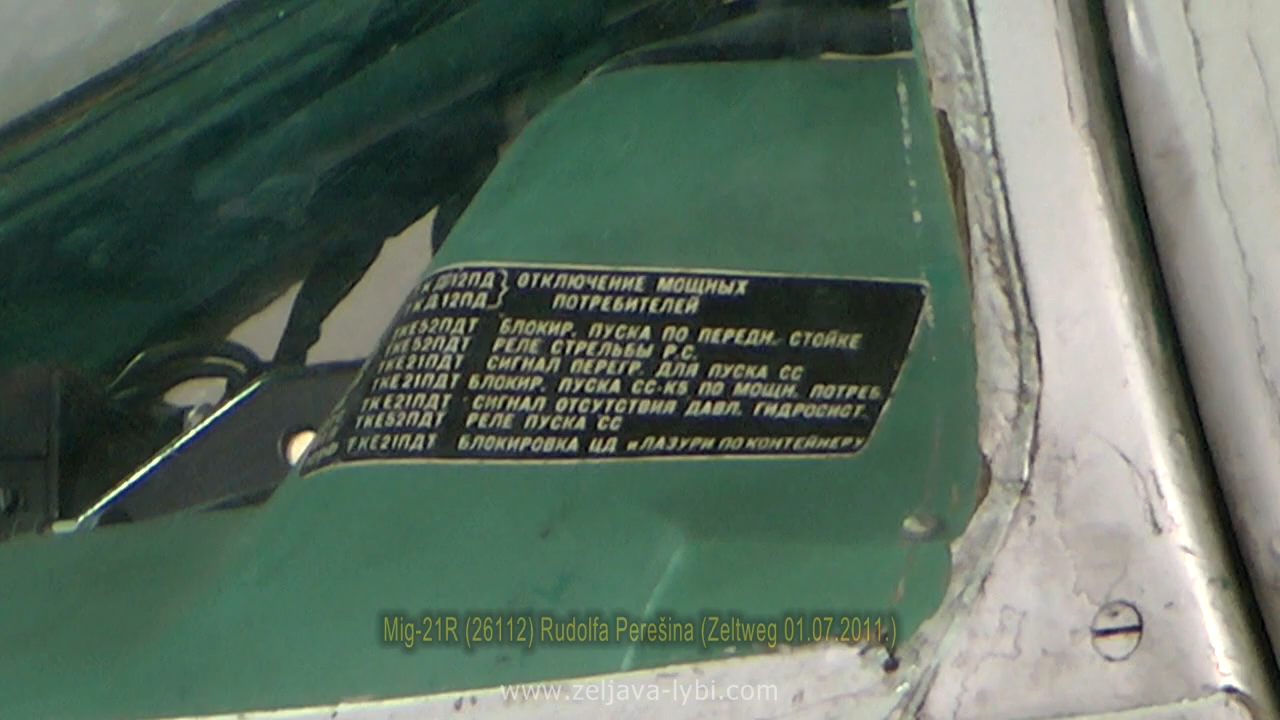 КД12ПД } ОТКЛЮЧЕНИЕ МОЩНЫХ
ТКД12ПД } ПОТРЕБИТЕЛЕЙ
ТКЕ52ПДТ БЛОКИР. ПУСКА ПО ПЕРЕДН. СТОЙКЕ
ТКЕ52ПДТ РЕЛЕ СТРЕЛЬБЫ Р.С.
ТКЕ21ПДТ СИГНАЛ ПЕРЕГР. ДЛЯ ПУСКА СС
ТКЕ21ПДТ БЛОКИР. ПУСКА СС-К5 ПО МОЩН. ПОТРЕБ.
ТКЕ21ПДТ СИГНАЛ ОТСУТСТВИЯ ДАВЛ. ГИДРОСИСТ.
ТКЕ52ПДТ РЕЛЕ ПУСКА СС
ТКЕ21ПДТ БЛОКИРОВКА ЦД «ЛАЗУРИ ПО КОНТЕЙНЕРУ
Mig-21R (26112) Rudolfa Perešina (Zeltweg 01.07.2011.)
www.zeljava-lybi.com